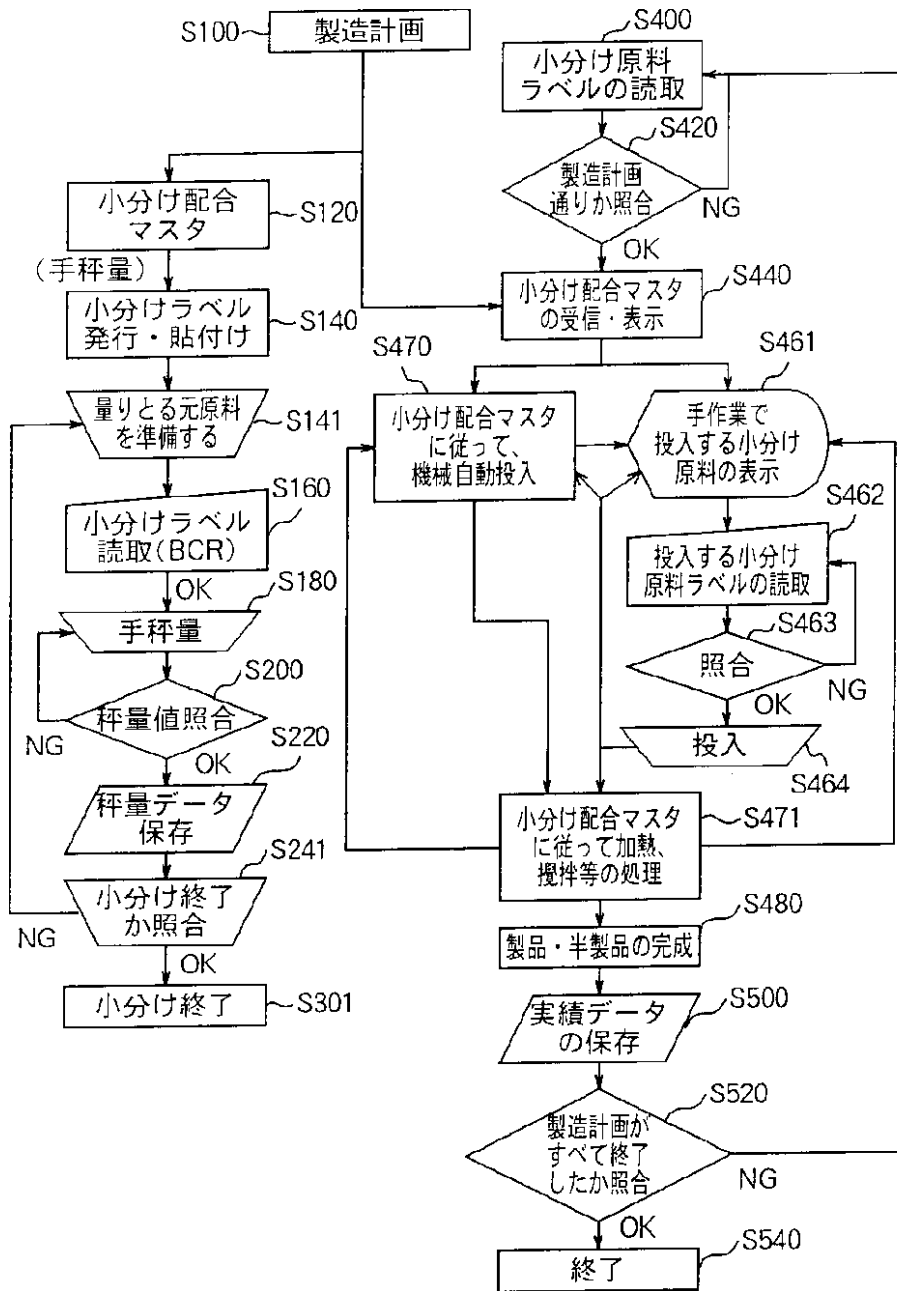 S100
製造計画
小分け配合
マスタ
S120
(手秤量)
小分けラベル
発行・貼付け
S140
量りとる元原料
を準備する
S141
S160
小分けラベル
読取(BCR)
OK
S180
手秤量
S200
秤量値照合
NG
OK
S220
秤量データ
保存
S241
小分け終了
か照合
NG
OK
小分け終了
S301
S400
小分け原料
ラベルの読取
S420
製造計画
通りか照合
NG
OK
S440
小分け配合マスタ
の受信・表示
S470
小分け配合マスタ
に従って、
機械自動投入
S461
手作業で
投入する小分け
原料の表示
S462
投入する小分け
原料ラベルの読取
S463
照合
NG
OK
投入
S464
小分け配合マスタ
に従って加熱、
攪拌等の処理
S471
S480
製品・半製品の完成
S500
実績データ
の保存
S520
製造計画が
すべて終了
したか照合
NG
OK
S540
終了